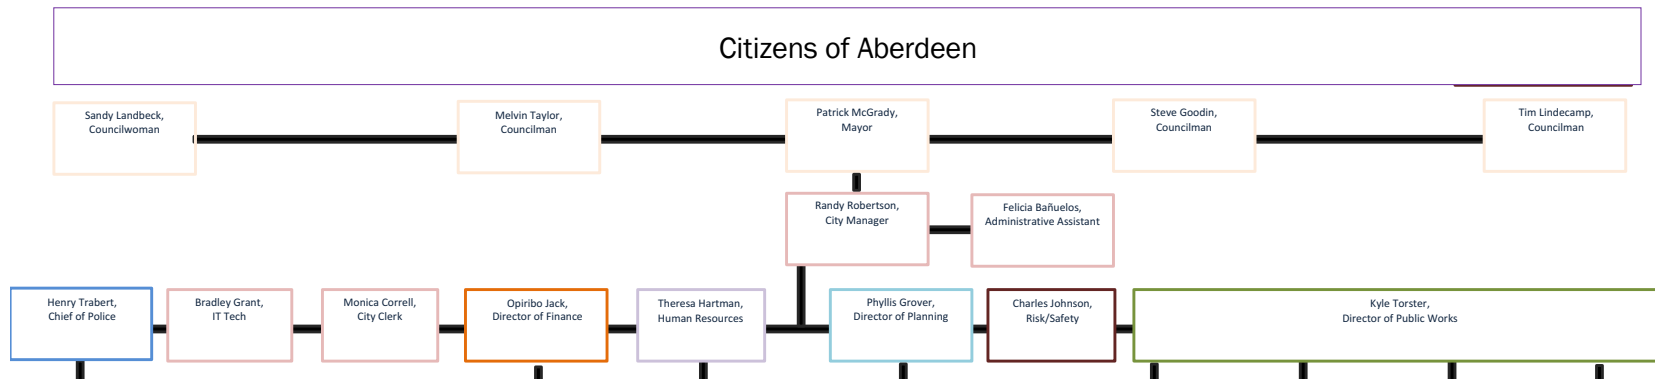 Citizens of Aberdeen
Sandy Landbeck,
Councilwoman
Melvin Taylor,
Councilman
Patrick McGrady,
Mayor
Steve Goodin,
Councilman
Tim Lindecamp,
Councilman
Randy Robertson,
City Manager
Felicia Bañuelos,
Administrative Assistant
Henry Trabert,
Chief of Police
Bradley Grant,
IT Tech
Monica Correll,
City Clerk
Opiribo Jack,
Director of Finance
Theresa Hartman,
Human Resources
Phyllis Grover,
Director of Planning
Charles Johnson,
Risk/Safety
Kyle Torster,
Director of Public Works